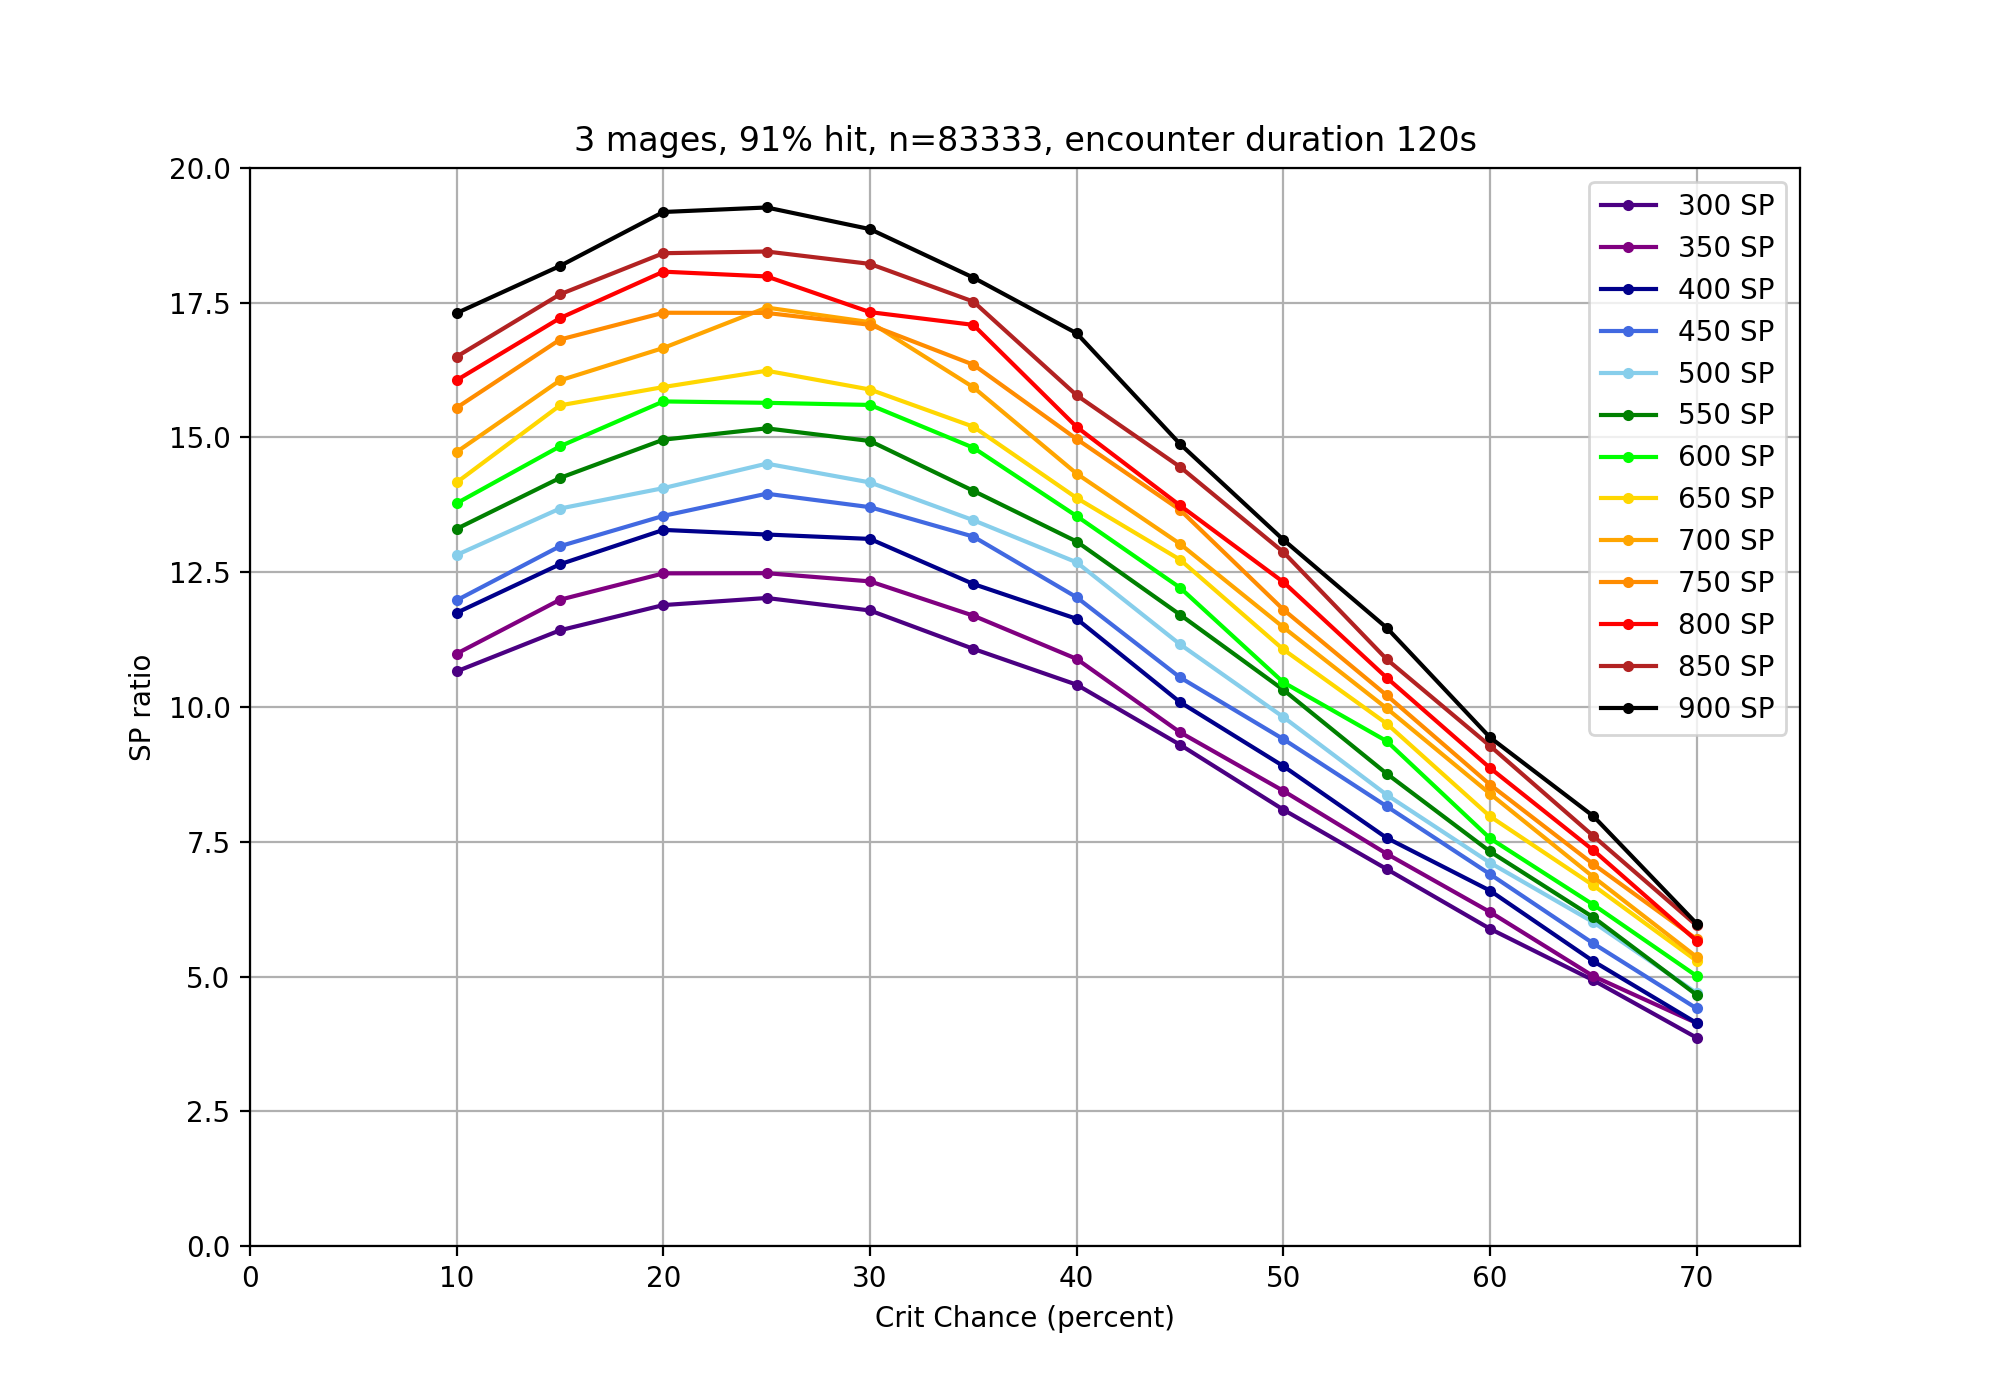 3 mages, 91% hit, n=83333, encounter duration 120s
20.0
17.5
15.0
12.5
10.0
7.5
5.0
2.5
0.0
SP ratio
0 10 20 30 40 50 60 70
Crit Chance (percent)
300 SP
350 SP
400 SP
450 SP
500 SP
550 SP
600 SP
650 SP
700 SP
750 SP
800 SP
850 SP
900 SP